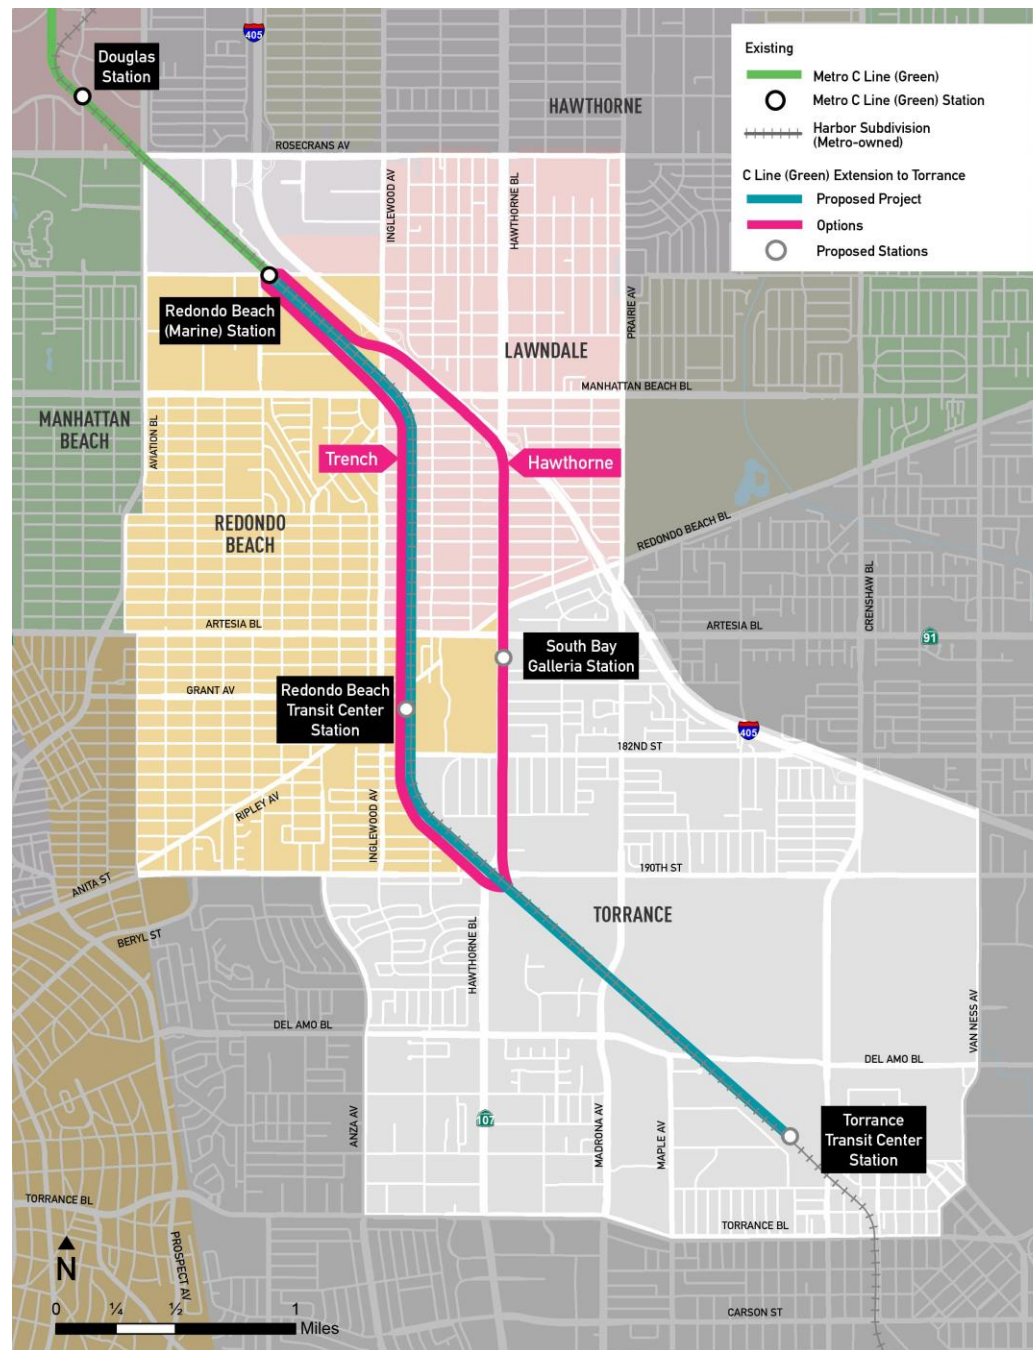 405
Douglas
Station
HAWTHORNE
ROSECRANS AV
Existing
Metro C Line (Green)
Metro C Line (Green) Station
Harbor Subdivision
(Metro-owned)
C Line (Green) Extension to Torrance
Proposed Project
Options
Proposed Stations
INGLEWOOD AV
HAWTHORNE BL
PRAIRIE AV
Redondo Beach
(Marine) Station
LAWNDALE
MANHATTAN BEACH BL
MANHATTAN
BEACH
AVIATION BL
Trench
Hawthorne
REDONDO
BEACH
REDONDO BEACH BL
CRENSHAW BL
ARTESIA BL
ARTESIA BL
91
South Bay
Galleria Station
GRANT AV
Redondo Beach
Transit Center
Station
405
182ND ST
RIPLEY AV
INGLEWOOD AV
190TH ST
ANITA ST
BERYL ST
TORRANCE
HAWTHORNE BL
VAN NESS AV
DEL AMO BL
DEL AMO BL
107
ANZA AV
MADRONA AV
MAPLE AV
Torrance
Transit Center
Station
TORRANCE BL
TORRANCE BL
PROSPECT AV
N
CARSON ST
0 ¼ ½ 1
Miles